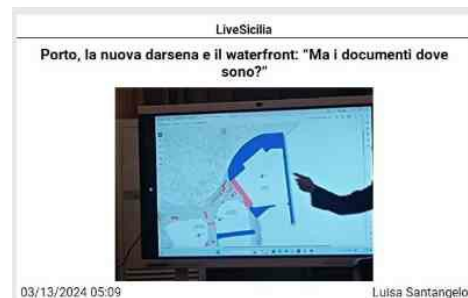 LiveSicilia
Porto, la nuova darsena e il waterfront: "Ma i documenti dove
sono?"
03/13/2024 05:09
Luisa Santangelo